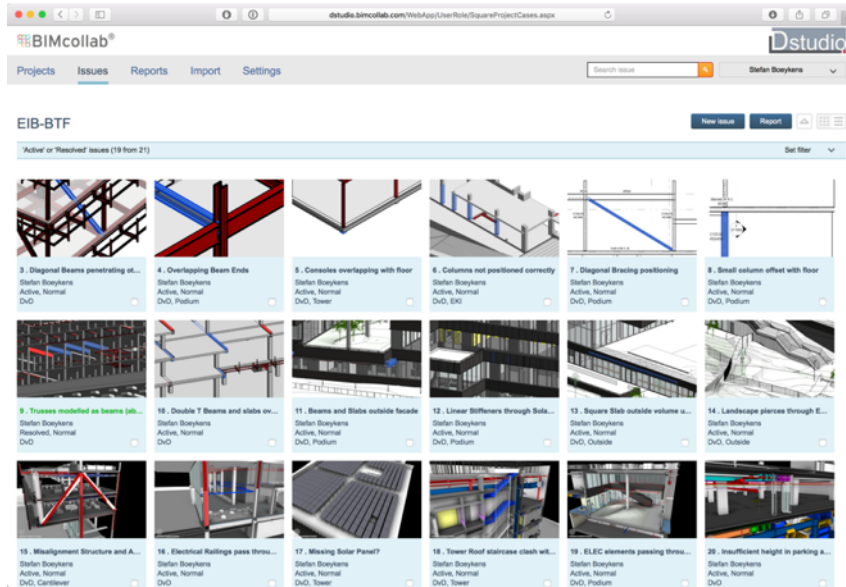 dstudio.bimcollab.com/WebApp/UserRole/SquareProjectCases.aspx
BIMcollab®
Dstudio
Projects Issues Reports Import Settings
Search issue
Stefan Boeykens
EIB-BTF
New issue Report
'Active' or 'Resolved' issues (19 from 21)
Set filter
3 . Diagonal Beams penetrating ot...
Stefan Boeykens
Active, Normal
DvD
4 . Overlapping Beam Ends
Stefan Boeykens
Active, Normal
DvD, Podium
5 . Consoles overlapping with floor
Stefan Boeykens
Active, Normal
DvD, Tower
6 . Columns not positioned correctly
Stefan Boeykens
Active, Normal
DvD, EKI
7 . Diagonal Bracing positioning
Stefan Boeykens
Active, Normal
DvD, Podium
8 . Small column offset with floor
Stefan Boeykens
Active, Normal
DvD, Podium
9 . Trusses modelled as beams (ab...
Stefan Boeykens
Resolved, Normal
DvD
10 . Double T Beams and slabs ov...
Stefan Boeykens
Active, Normal
DvD
11 . Beams and Slabs outside facade
Stefan Boeykens
Active, Normal
DvD, Podium
12 . Linear Stiffeners through Sola...
Stefan Boeykens
Active, Normal
DvD, Podium
13 . Square Slab outside volume u...
Stefan Boeykens
Active, Normal
DvD, Outside
14 . Landscape pierces through E...
Stefan Boeykens
Active, Normal
DvD, Outside
15 . Misalignment Structure and A...
Stefan Boeykens
Active, Normal
DvD, Cantilever
16 . Electrical Railings pass throu...
Stefan Boeykens
Active, Normal
DvD, Tower
17 . Missing Solar Panel?
Stefan Boeykens
Active, Normal
DvD, Tower
18 . Tower Roof staircase clash wit...
Stefan Boeykens
Active, Normal
DvD, Tower
19 . ELEC elements passing throu...
Stefan Boeykens
Active, Normal
DvD, Podium
20 . Insufficient height in parking a...
Stefan Boeykens
Active, Normal
DvD